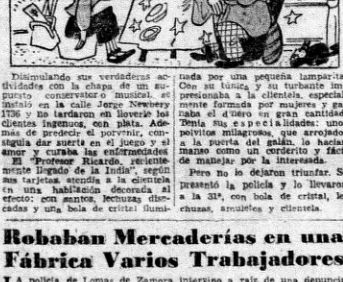 Disimulando sus verdaderas ac-
tividades con la chapa de un su-
puesto conservatorio musical, se
instaló en la calle Jorge Newbery
1736 y no tardaron en lloverle los
clientes ingenuos, con plata. Ade-
más de predecir el porvenir, conse-
guía dar suerte en el juego y el
amor y curaba las enfermedades
El "Profesor Ricardo, reciente-
mente llegado de la India", según
sus tarjetas atendía a la clientela
en una habitación decorada al
efecto: con santos, lechuzas dise-
cadas y una bola de cristal ilumi-
nada por una pequeña lamparita
Con su túnica y su turbante im
presionaba a la clientela, especial
mente formada por mujeres y ga
naba el dinero en gran cantidad
Tenía sus especialidades: uno
polvitos milagrosos, que arrojado
a la puerta del galán, lo hacían
manso como un corderito y fácil
de manejar por la interesada.
Pero no lo dejaron triunfar. Se
presentó la policía y lo llevaron
a la 31ª, con bola de cristal, le
chuzas, amuletos y clientela.
Robaban Mercaderías en una
Fábrica Varios Trabajadores
LA policía de Lomas de Zamora intervino a raíz de una denuncia